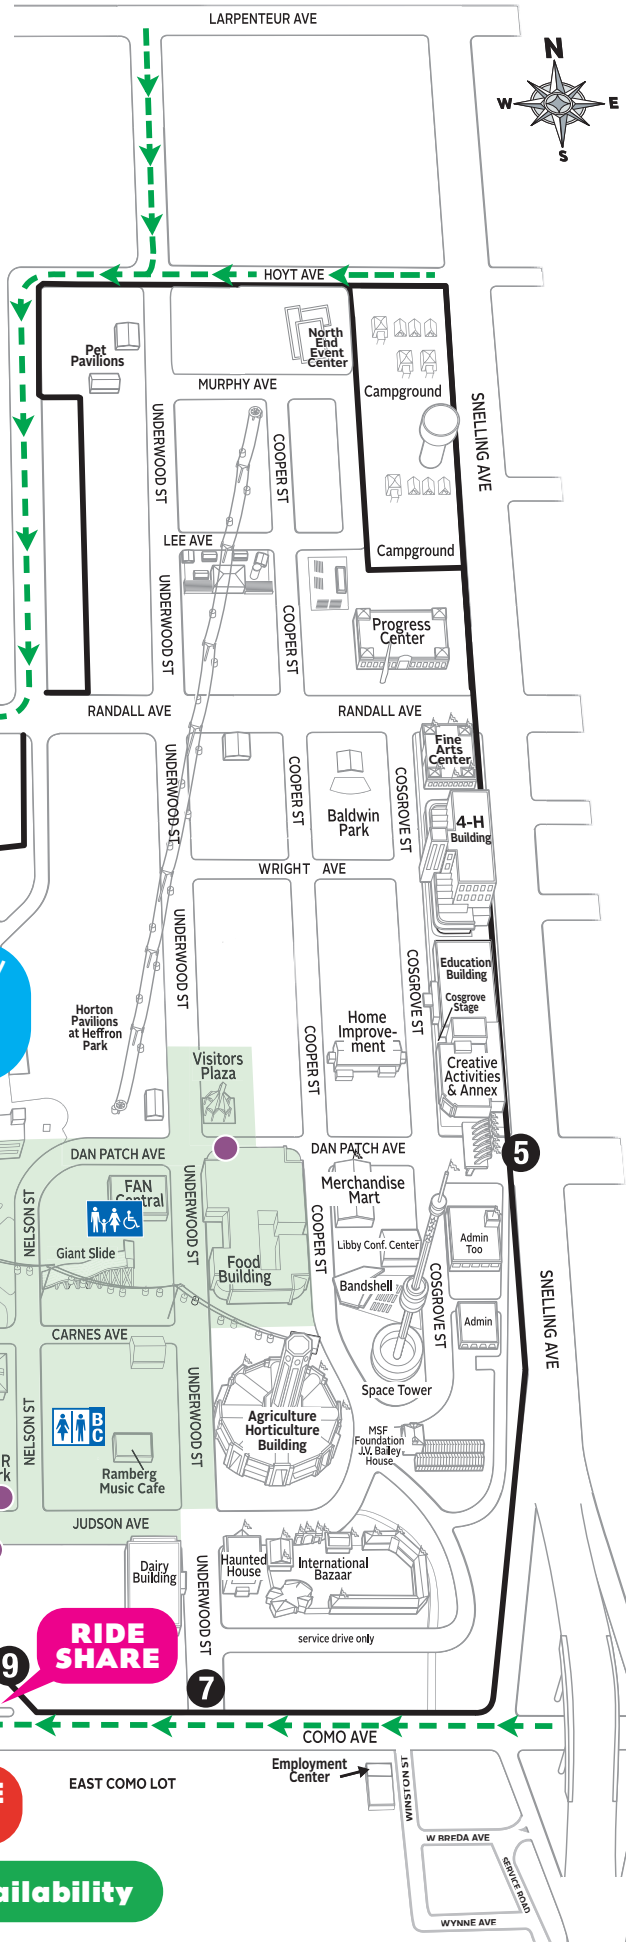 LARPENTEUR AVE
N
W
E
S
HOYT AVE
North
End
Event
Center
Pet
Pavilions
MURPHY AVE
Campground
SNELLING AVE
UNDERWOOD ST
COOPER ST
LEE AVE
Campground
UNDERWOOD ST
COOPER ST
Progress
Center
RANDALL AVE
RANDALL AVE
Fine
Arts
Center
UNDERWOOD ST
COOPER ST
COSGROVE ST
Baldwin
Park
4-H
Building
WRIGHT AVE
UNDERWOOD ST
COSGROVE ST
Education
Building
Cosgrove
Stage
Horton
Pavilions
at Heffron
Park
Home
Improve-
ment
COOPER ST
Visitors
Plaza
Creative
Activities
& Annex
DAN PATCH AVE
DAN PATCH AVE
5
FAN
Central
UNDERWOOD ST
Merchandise
Mart
NELSON ST
COOPER ST
Giant Slide
Libby Conf. Center
Admin
Too
Food
Building
Bandshell
COSGROVE ST
SNELLING AVE
CARNES AVE
Admin
Space Tower
NELSON ST
UNDERWOOD ST
Agriculture
Horticulture
Building
B
C
MSF
Foundation
J.V. Bailey
House
R
rk
Ramberg
Music Cafe
JUDSON AVE
Dairy
Building
UNDERWOOD ST
Haunted
House
International
Bazaar
RIDE
SHARE
service drive only
9
7
COMO AVE
Employment
Center
EAST COMO LOT
WINSTON ST
E
W BREDA AVE
SERVICE ROAD
ailability
WYNNE AVE